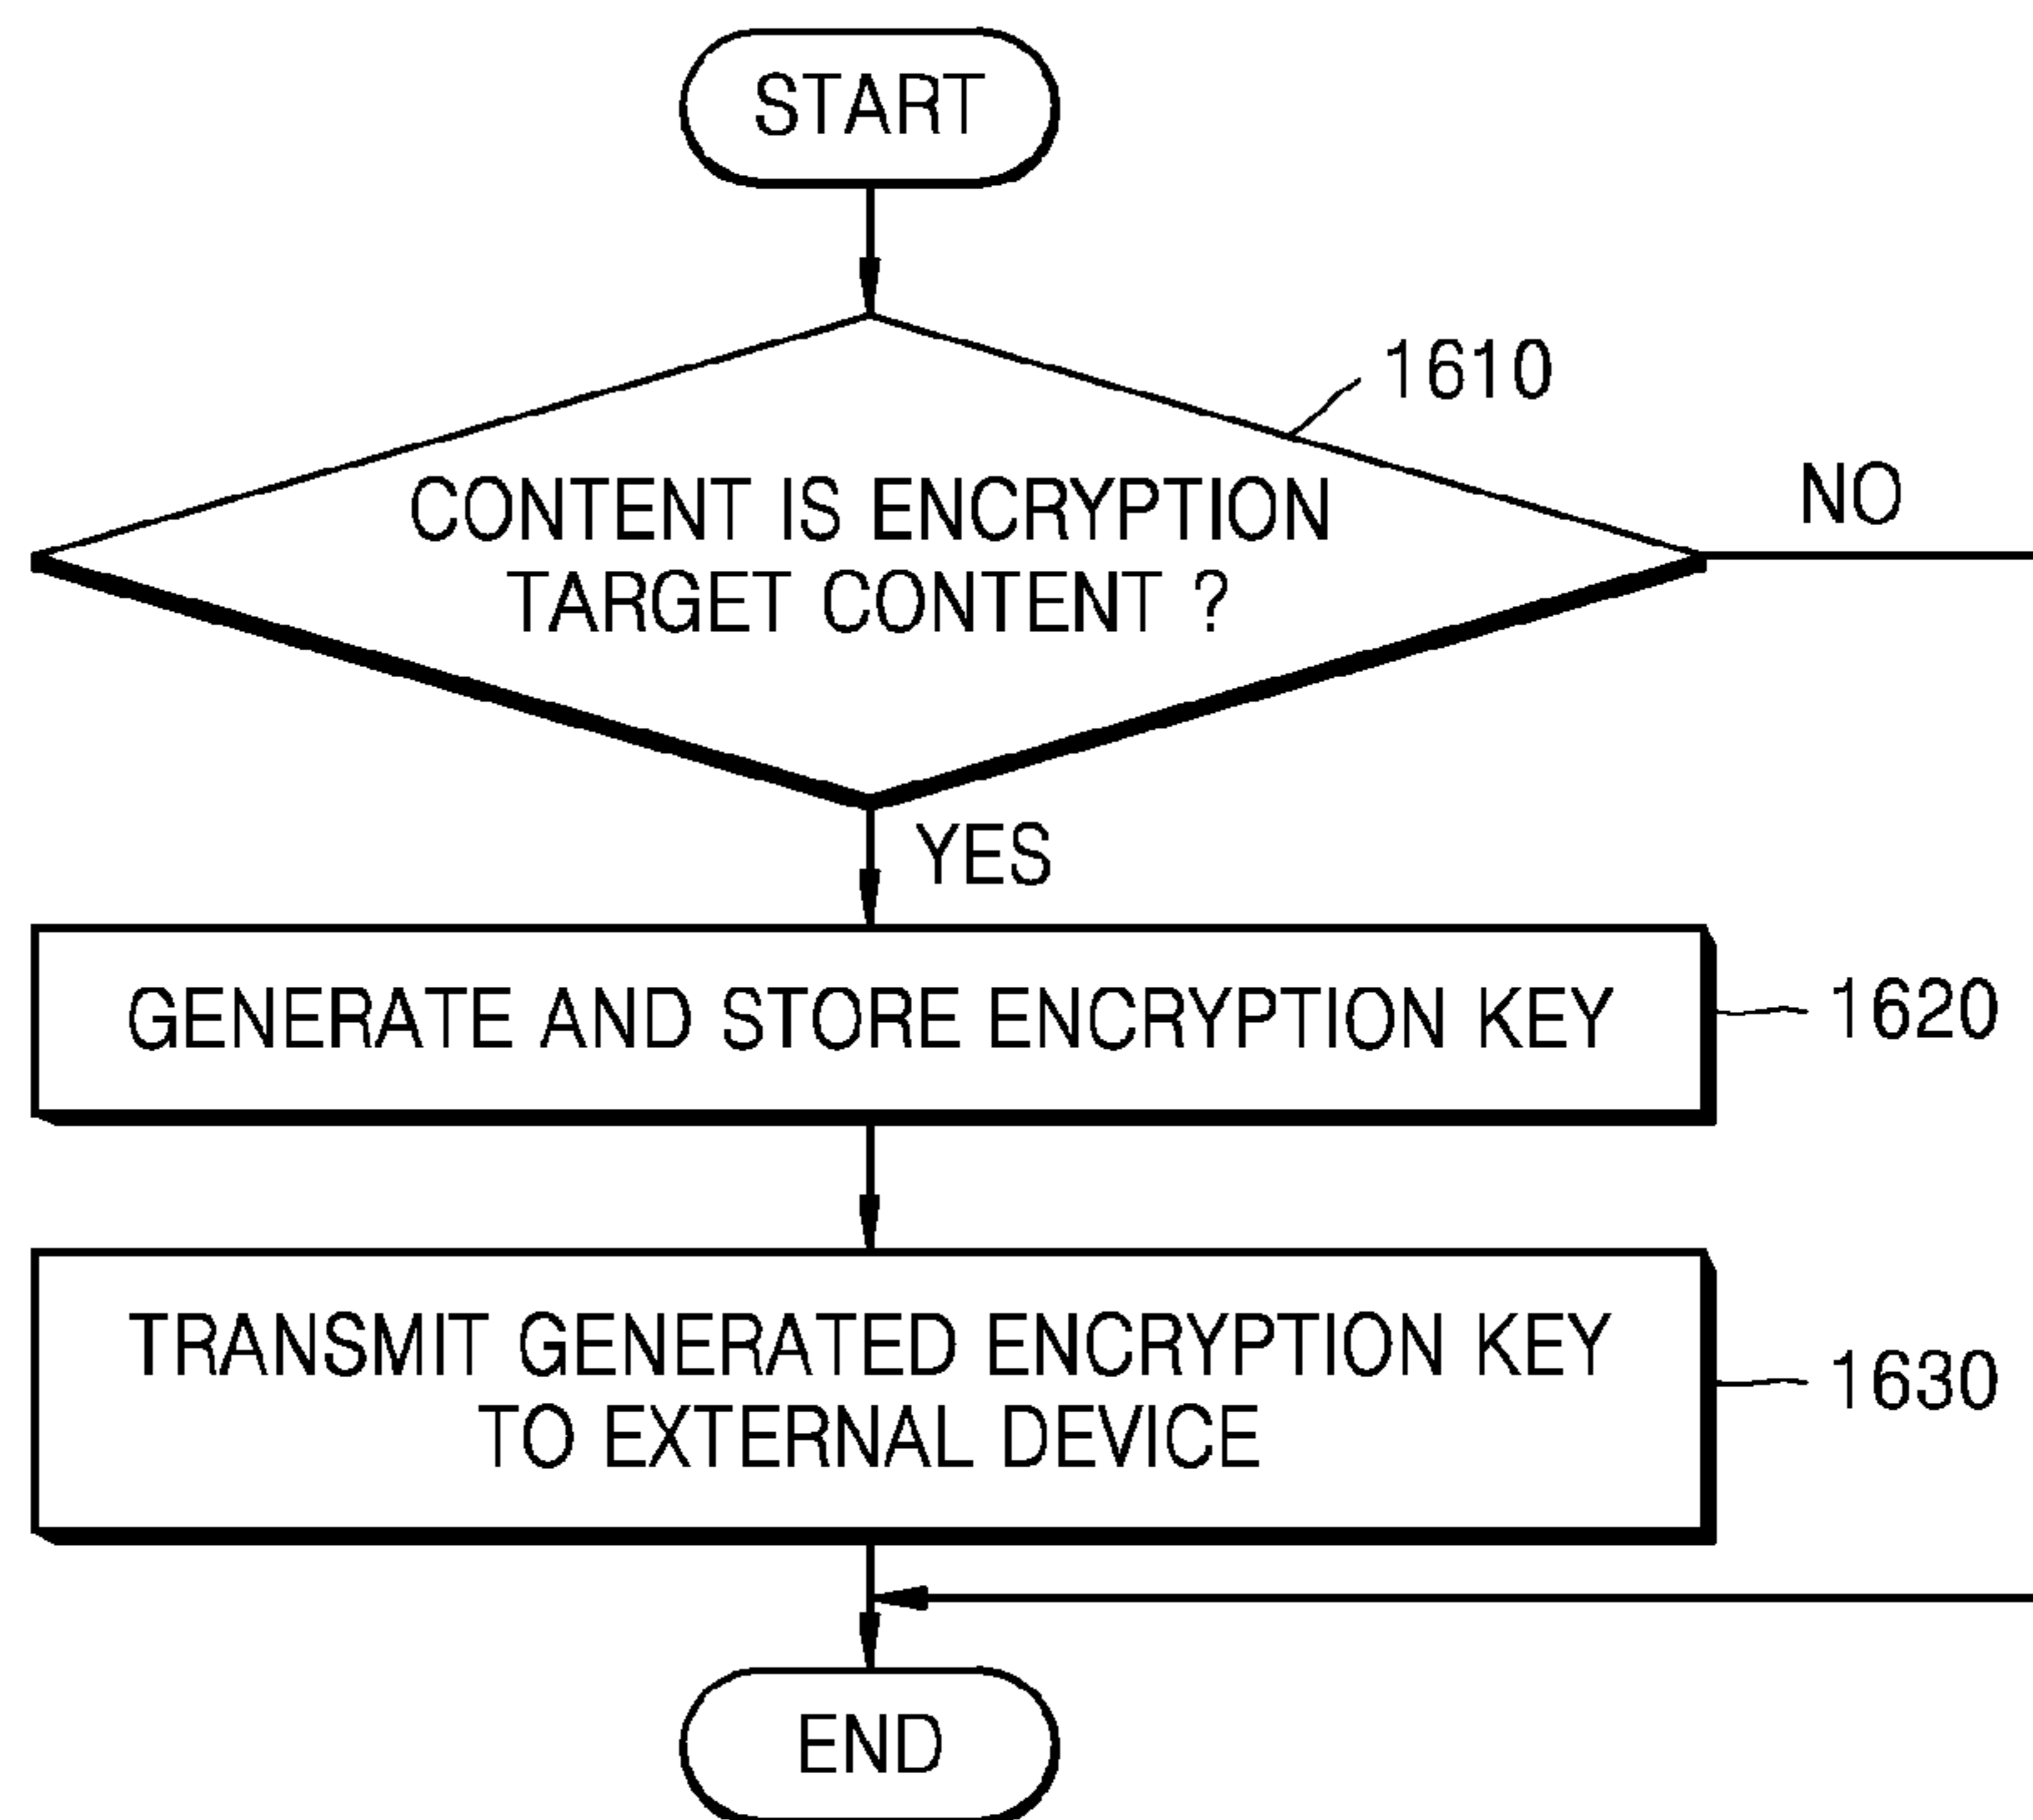 START
1610
CONTENT IS ENCRYPTION
TARGET CONTENT ?
NO
YES
GENERATE AND STORE ENCRYPTION KEY
1620
TRANSMIT GENERATED ENCRYPTION KEY
TO EXTERNAL DEVICE
1630
END